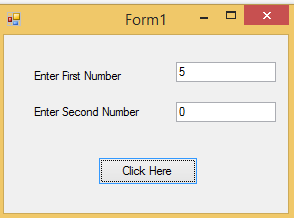 Form1
Enter First Number 5
Enter Second Number 0
Click Here